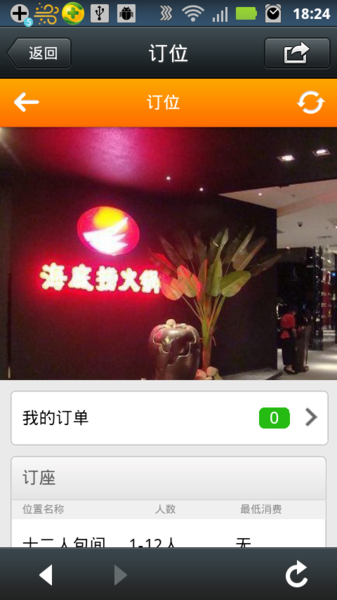 18:24
返回
订位
订位
海底捞火锅
我的订单
0
订座
位置名称 人数 最低消费
十二人包间 1-12人 无